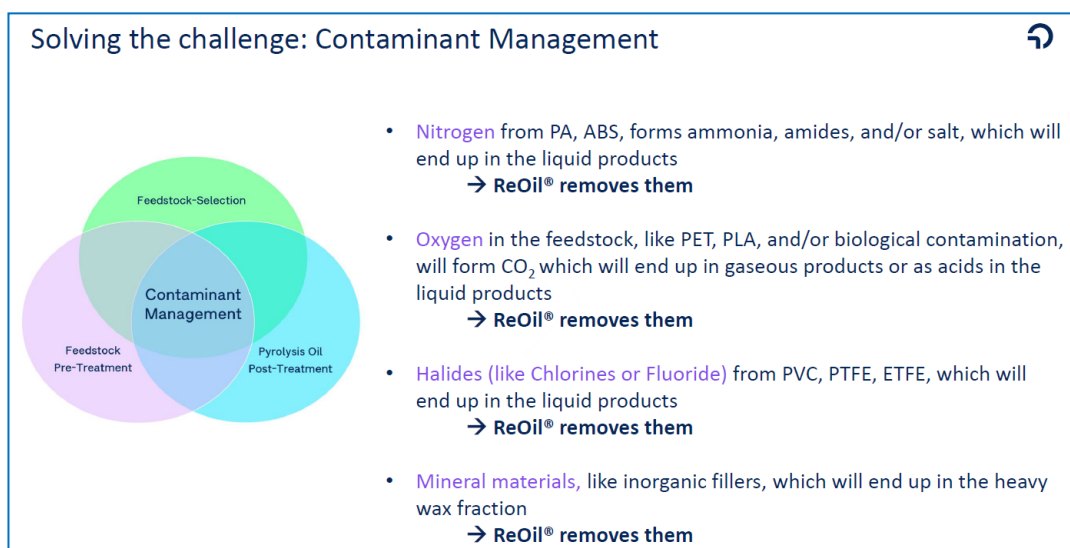 Solving the challenge: Contaminant Management
Feedstock-Selection
Contaminant
Management
Feedstock
Pre-Treatment
Pyrolysis Oil
Post-Treatment
• Nitrogen from PA, ABS, forms ammonia, amides, and/or salt, which will
end up in the liquid products
→ ReOil® removes them
• Oxygen in the feedstock, like PET, PLA, and/or biological contamination,
will form CO₂ which will end up in gaseous products or as acids in the
liquid products
→ ReOil® removes them
• Halides (like Chlorines or Fluoride) from PVC, PTFE, ETFE, which will
end up in the liquid products
→ ReOil® removes them
• Mineral materials, like inorganic fillers, which will end up in the heavy
wax fraction
→ ReOil® removes them